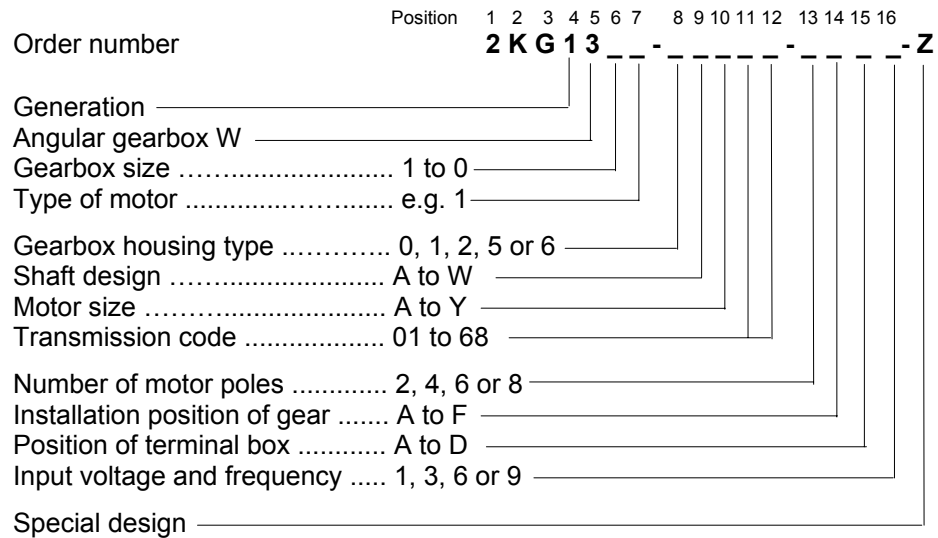 Position 1 2 3 4 5 6 7 8 9 10 11 12 13 14 15 16
Order number 2 K G 1 3 _ _ - _ _ _ _ _ - _ _ _ _ - Z
Generation
Angular gearbox W
Gearbox size ……...................... 1 to 0
Type of motor ...............……....... e.g. 1
Gearbox housing type ..……….. 0, 1, 2, 5 or 6
Shaft design ……...................... A to W
Motor size ………..................... A to Y
Transmission code ................... 01 to 68
Number of motor poles ............. 2, 4, 6 or 8
Installation position of gear ....... A to F
Position of terminal box ............ A to D
Input voltage and frequency ..... 1, 3, 6 or 9
Special design